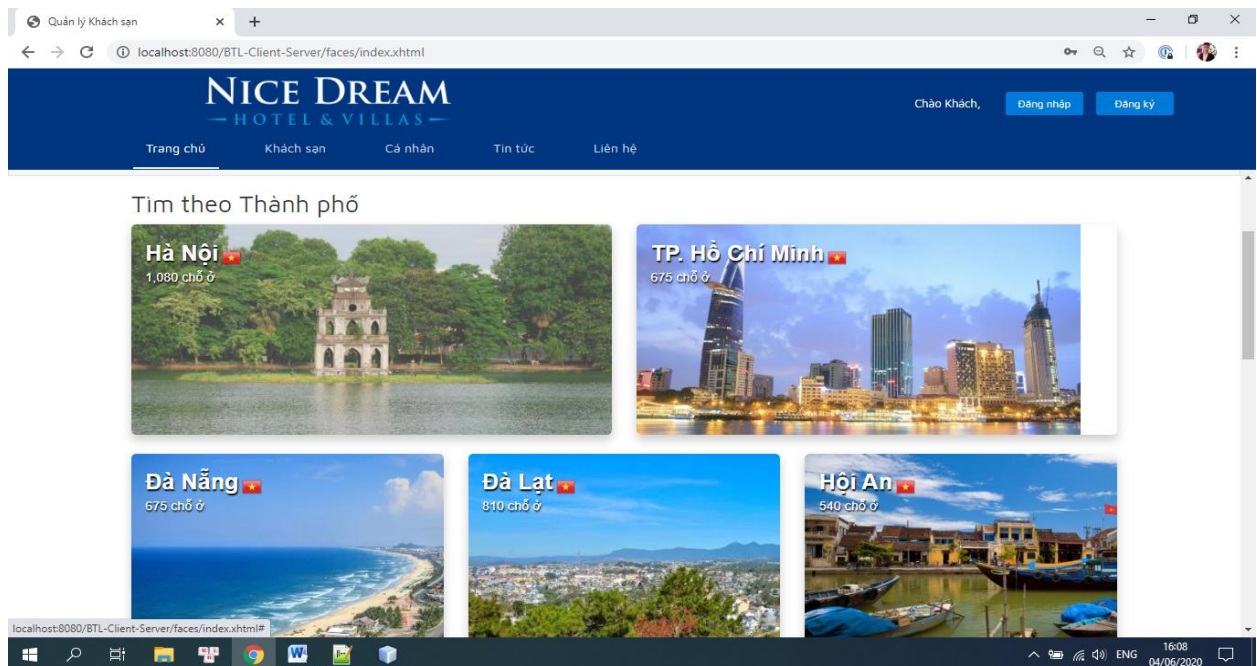 Quản lý Khách sạn
localhost:8080/BTL-Client-Server/faces/index.xhtml
NICE DREAM
HOTEL & VILLAS
Chào Khách,
Đăng nhập
Đăng ký
Trang chủ
Khách sạn
Cá nhân
Tin tức
Liên hệ
Tìm theo Thành phố
Hà Nội
1,080 chỗ ở
TP. Hồ Chí Minh
675 chỗ ở
Đà Nẵng
675 chỗ ở
Đà Lạt
810 chỗ ở
Hội An
540 chỗ ở
localhost:8080/BTL-Client-Server/faces/index.xhtml#
ENG
16:08
04/06/2020